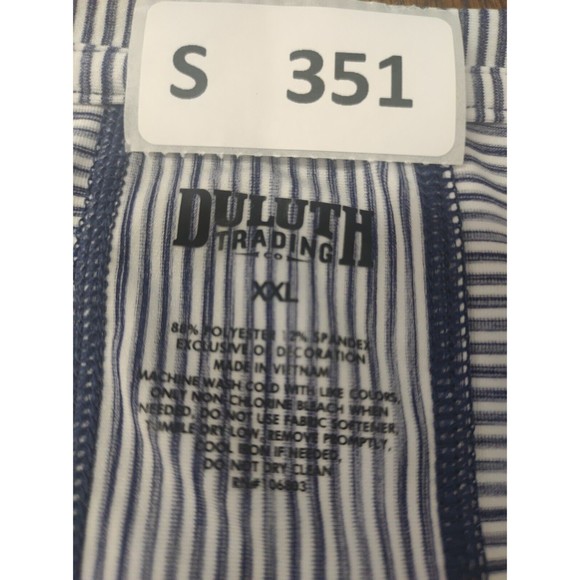 S 351
DULUTH
TRADING
CO
XXL
88% POLYESTER 12% SPANDEX
EXCLUSIVE OF DECORATION
MADE IN VIETNAM
MACHINE WASH COLD WITH LIKE COLORS,
ONLY NON-CHLORINE BLEACH WHEN
NEEDED, DO NOT USE FABRIC SOFTENER,
TUMBLE DRY LOW, REMOVE PROMPTLY,
COOL IRON IF NEEDED,
DO NOT DRY CLEAN
RN# 106803